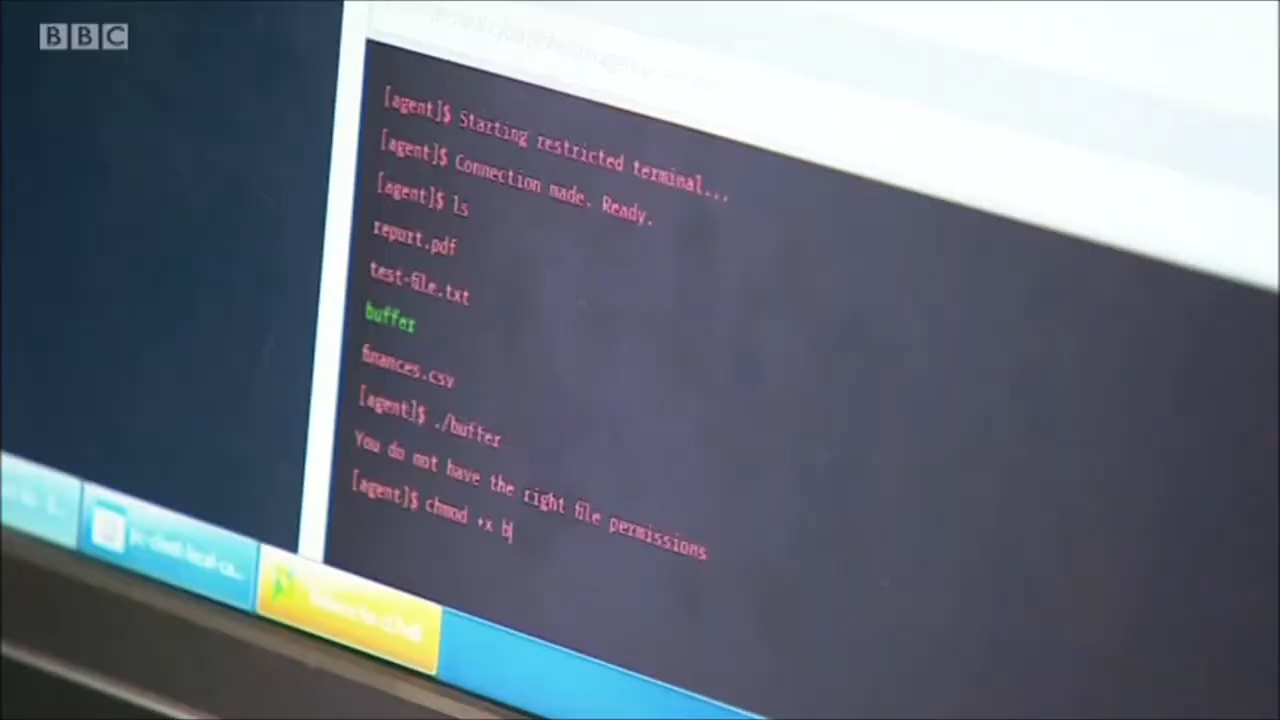 BBC
[agent]$ Starting restricted terminal...
[agent]$ Connection made. Ready.
[agent]$ ls
report.pdf
test-file.txt
buffer
finances.csv
[agent]$ ./buffer
You do not have the right file permissions
[agent]$ chmod +x b